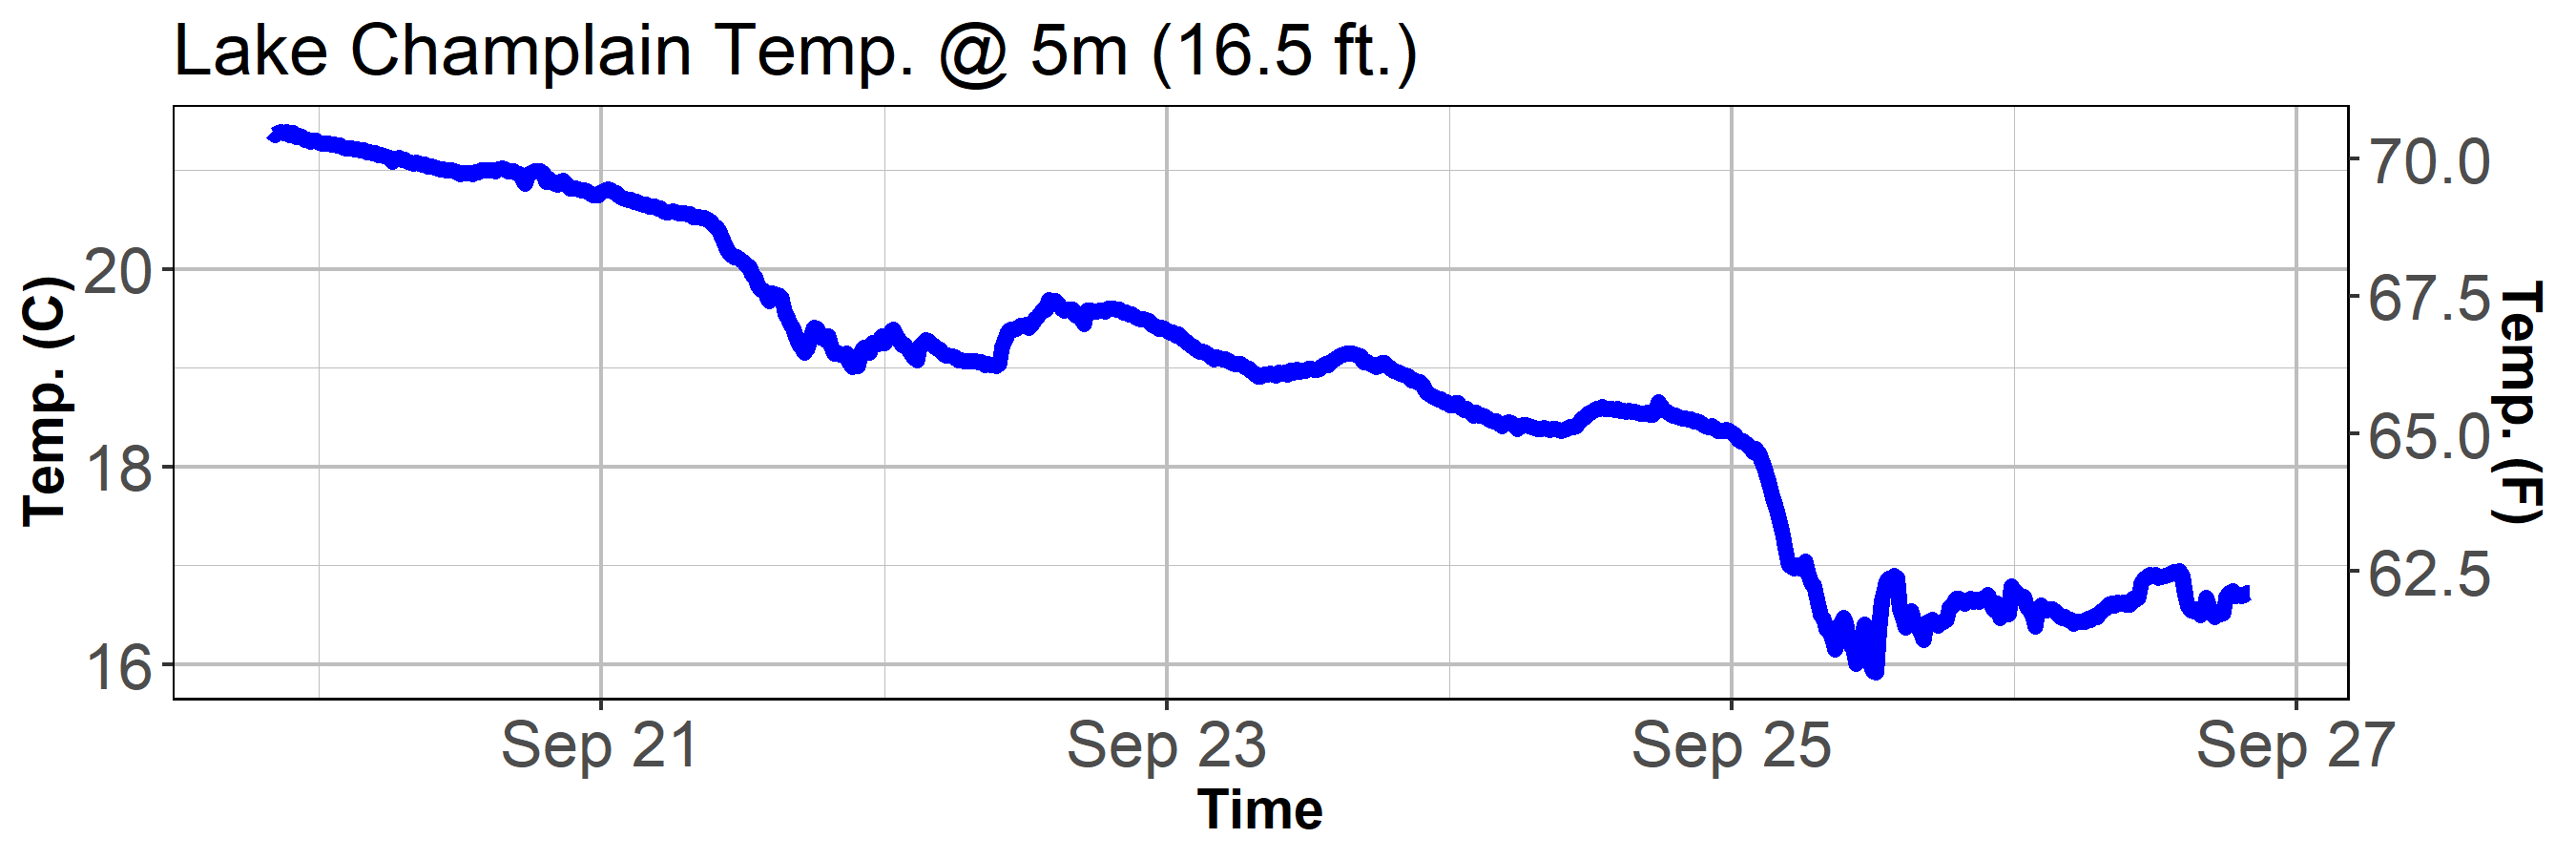 Lake Champlain Temp. @ 5m (16.5 ft.)
Temp. (C)
20
18
16
70.0
67.5
65.0
62.5
Temp. (F)
Sep 21
Sep 23
Sep 25
Sep 27
Time